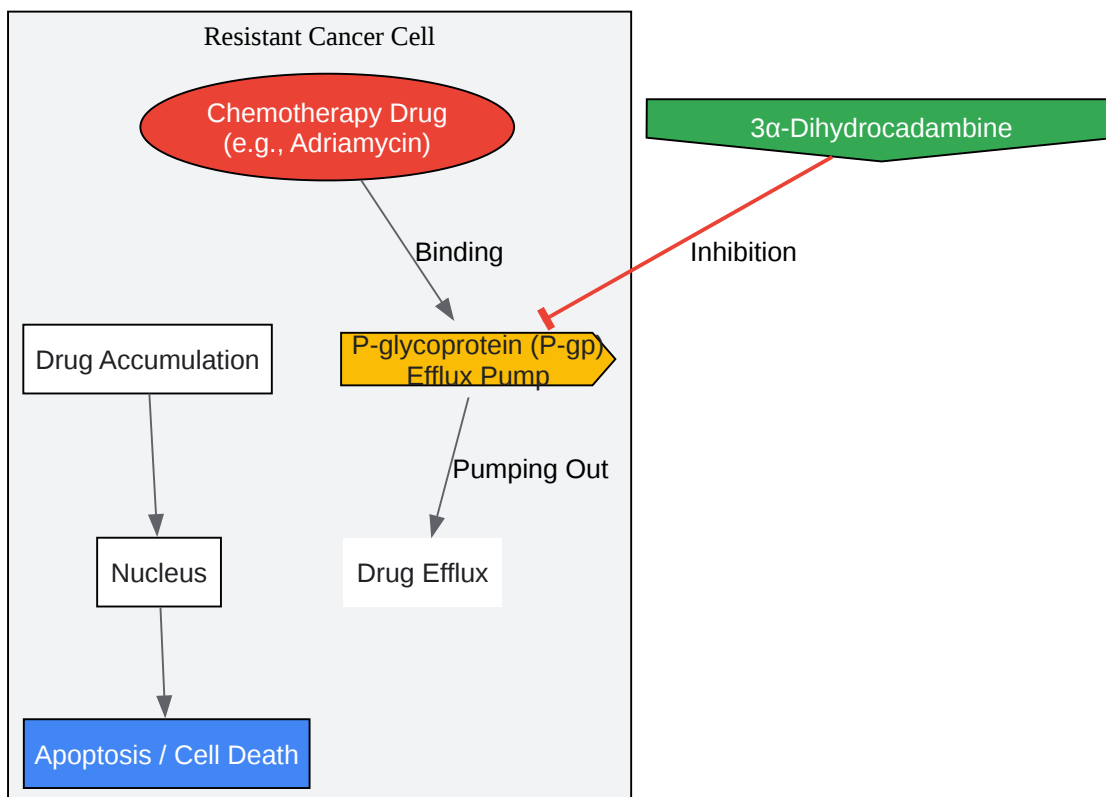 Resistant Cancer Cell
Chemotherapy Drug
(e.g., Adriamycin)
3α-Dihydrocadambine
Binding
Inhibition
P-glycoprotein (P-gp)
Efflux Pump
Drug Accumulation
Pumping Out
Nucleus
Drug Efflux
Apoptosis / Cell Death